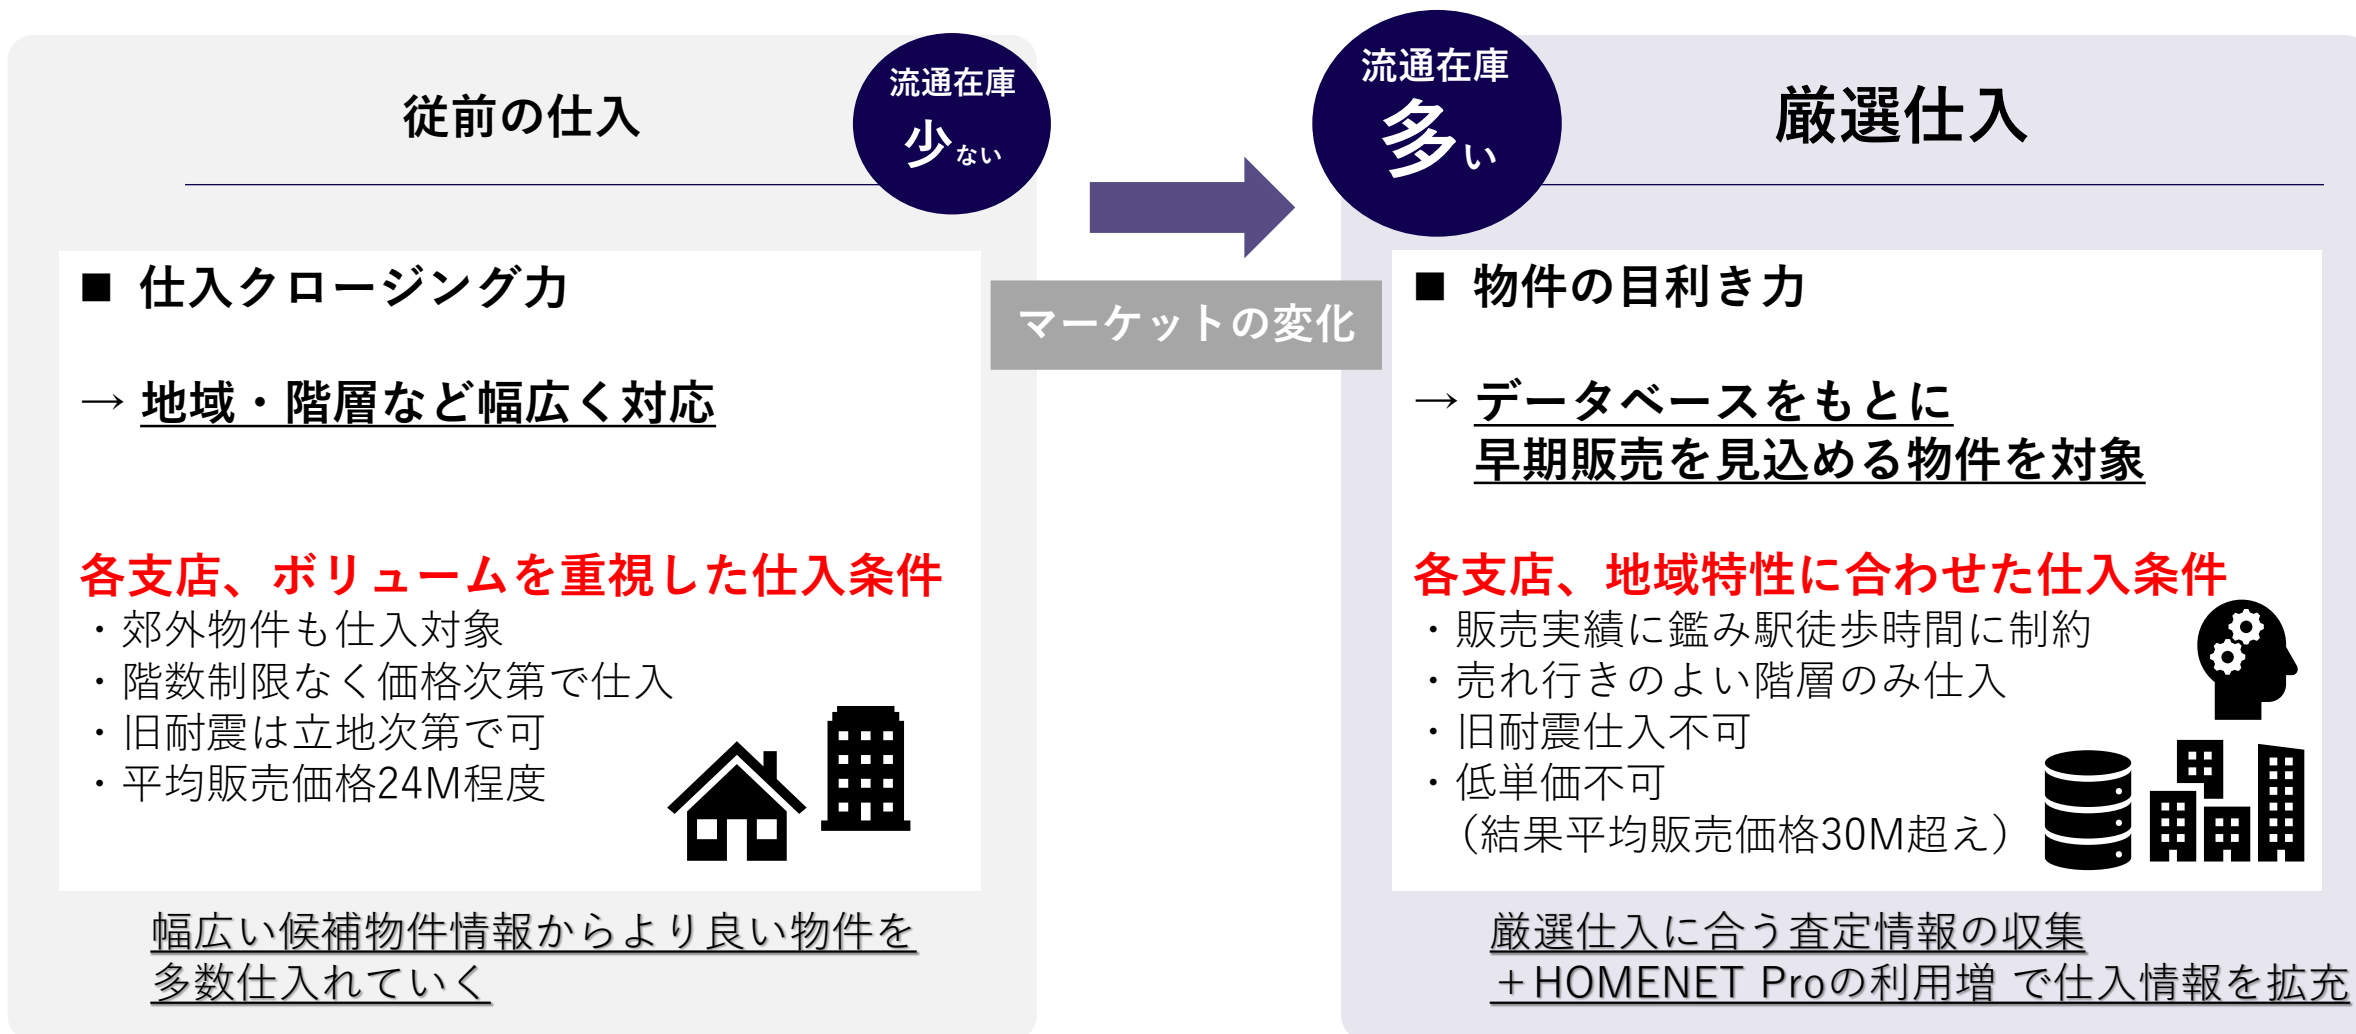 従前の仕入
流通在庫
少ない
■ 仕入クロージング力
→ 地域・階層など幅広く対応
各支店、ボリュームを重視した仕入条件
・郊外物件も仕入対象
・階数制限なく価格次第で仕入
・旧耐震は立地次第で可
・平均販売価格24M程度
幅広い候補物件情報からより良い物件を
多数仕入れていく
マーケットの変化
流通在庫
多い
厳選仕入
■ 物件の目利き力
→ データベースをもとに
早期販売を見込める物件を対象
各支店、地域特性に合わせた仕入条件
・販売実績に鑑み駅徒歩時間に制約
・売れ行きのよい階層のみ仕入
・旧耐震仕入不可
・低単価不可
（結果平均販売価格30M超え）
厳選仕入に合う査定情報の収集
＋HOMENET Proの利用増 で仕入情報を拡充